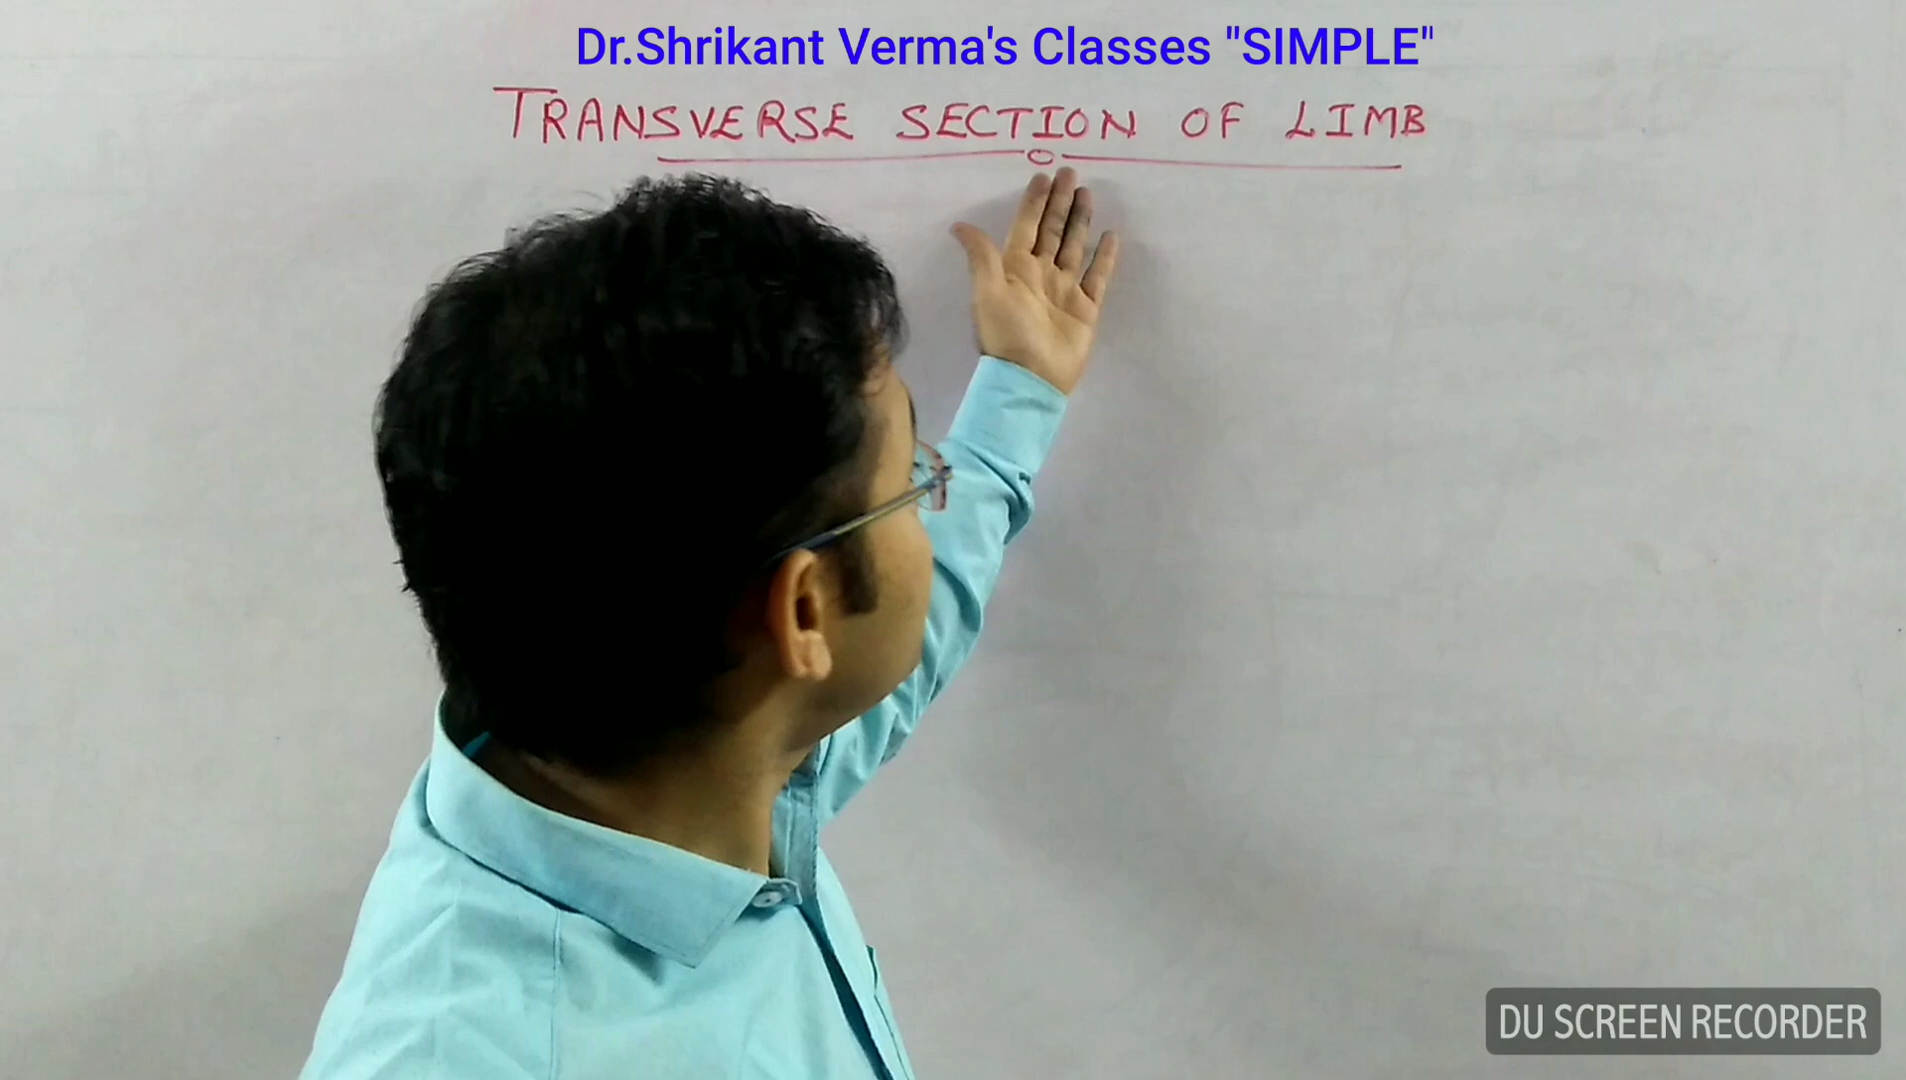 Dr.Shrikant Verma's Classes "SIMPLE"
TRANSVERSE SECTION OF LIMB
DU SCREEN RECORDER